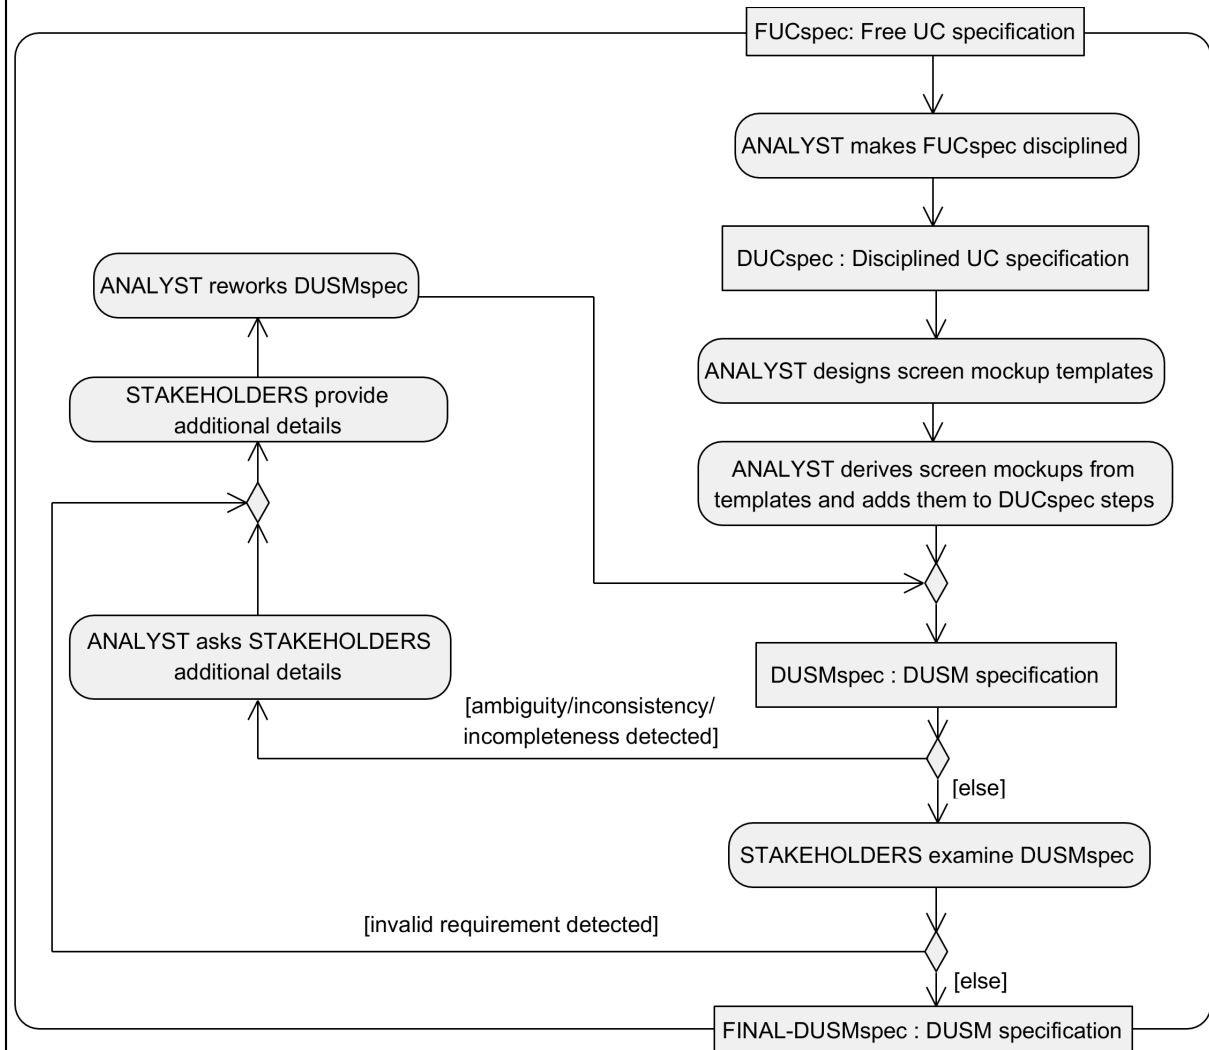 FUCspec: Free UC specification
ANALYST makes FUCspec disciplined
DUCspec : Disciplined UC specification
ANALYST designs screen mockup templates
ANALYST derives screen mockups from
templates and adds them to DUCspec steps
ANALYST reworks DUSMspec
STAKEHOLDERS provide
additional details
ANALYST asks STAKEHOLDERS
additional details
DUSMspec : DUSM specification
[ambiguity/inconsistency/
incompleteness detected]
[else]
STAKEHOLDERS examine DUSMspec
[invalid requirement detected]
[else]
FINAL-DUSMspec : DUSM specification